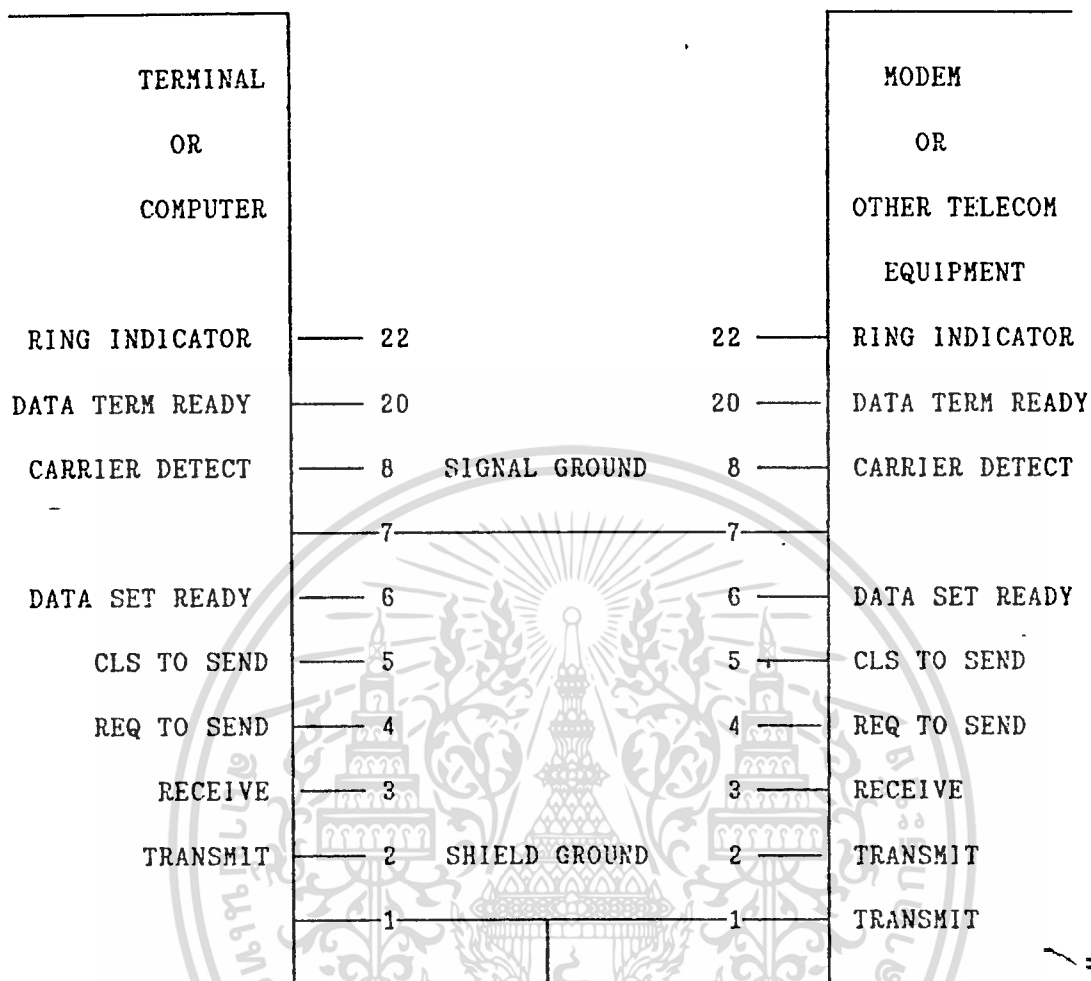 TERMINAL MODEM
OR OR
COMPUTER OTHER TELECOM
EQUIPMENT
RING INDICATOR 22 22 RING INDICATOR
DATA TERM READY 20 20 DATA TERM READY
CARRIER DETECT 8 SIGNAL GROUND 8 CARRIER DETECT
7 7
DATA SET READY 6 6 DATA SET READY
CLS TO SEND 5 5 CLS TO SEND
REQ TO SEND 4 4 REQ TO SEND
RECEIVE 3 3 RECEIVE
TRANSMIT 2 SHIELD GROUND 2 TRANSMIT
1 1 TRANSMIT